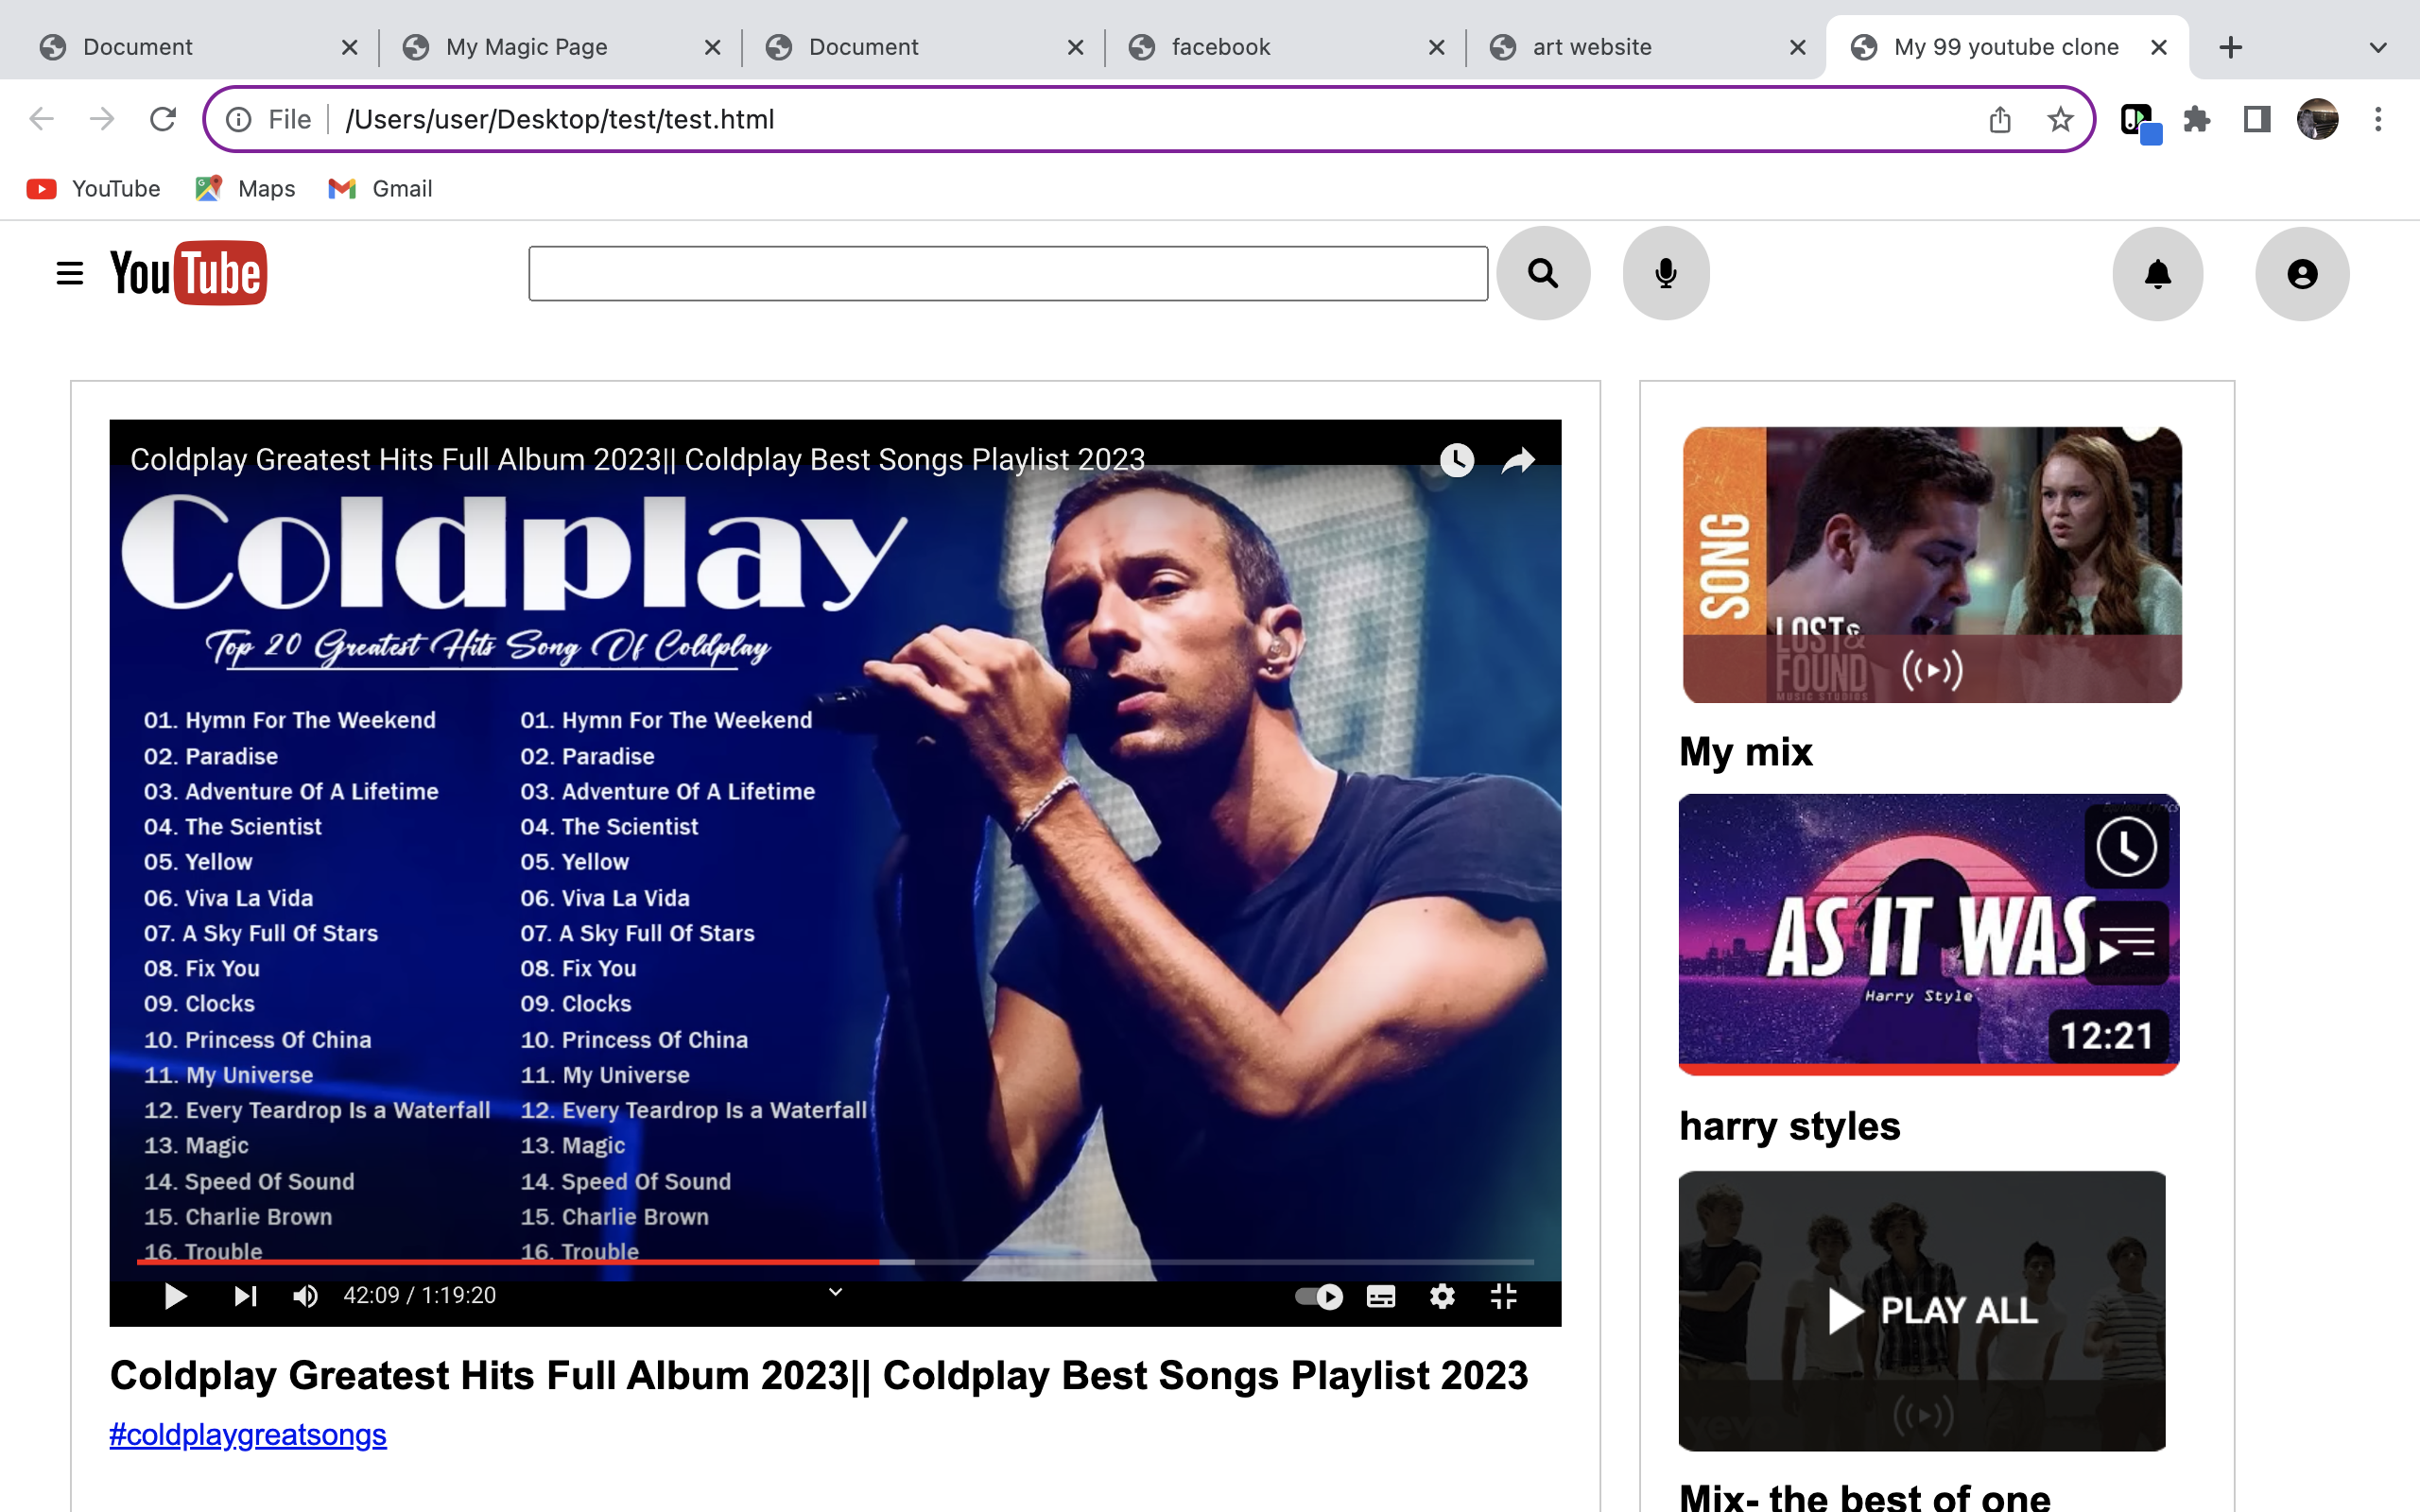 Document
My Magic Page
Document
facebook
art website
My 99 youtube clone
File
/Users/user/Desktop/test/test.html
YouTube
Maps
Gmail
YouTube
Coldplay Greatest Hits Full Album 2023|| Coldplay Best Songs Playlist 2023
Coldplay
Top 20 Greatest Hits Song Of Coldplay
01. Hymn For The Weekend
02. Paradise
03. Adventure Of A Lifetime
04. The Scientist
05. Yellow
06. Viva La Vida
07. A Sky Full Of Stars
08. Fix You
09. Clocks
10. Princess Of China
11. My Universe
12. Every Teardrop Is a Waterfall
13. Magic
14. Speed Of Sound
15. Charlie Brown
16. Trouble
01. Hymn For The Weekend
02. Paradise
03. Adventure Of A Lifetime
04. The Scientist
05. Yellow
06. Viva La Vida
07. A Sky Full Of Stars
08. Fix You
09. Clocks
10. Princess Of China
11. My Universe
12. Every Teardrop Is a Waterfall
13. Magic
14. Speed Of Sound
15. Charlie Brown
16. Trouble
42:09 / 1:19:20
Coldplay Greatest Hits Full Album 2023|| Coldplay Best Songs Playlist 2023
#coldplaygreatsongs
SONG
LOST &
FOUND
MUSIC STUDIOS
My mix
AS IT WAS
Harry Style
12:21
harry styles
PLAY ALL
vevo
Mix- the best of one